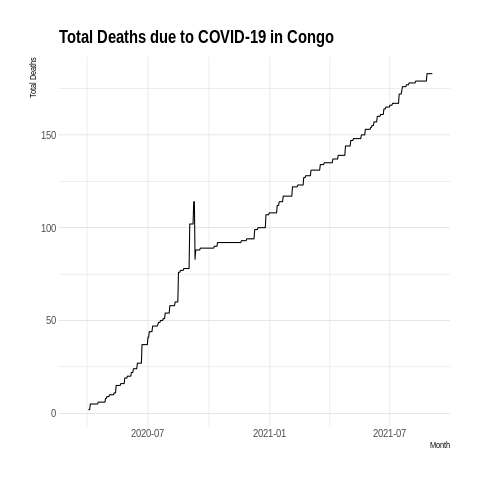 Total Deaths due to COVID-19 in Congo
Total Deaths
150
100
50
0
2020-07
2021-01
2021-07
Month